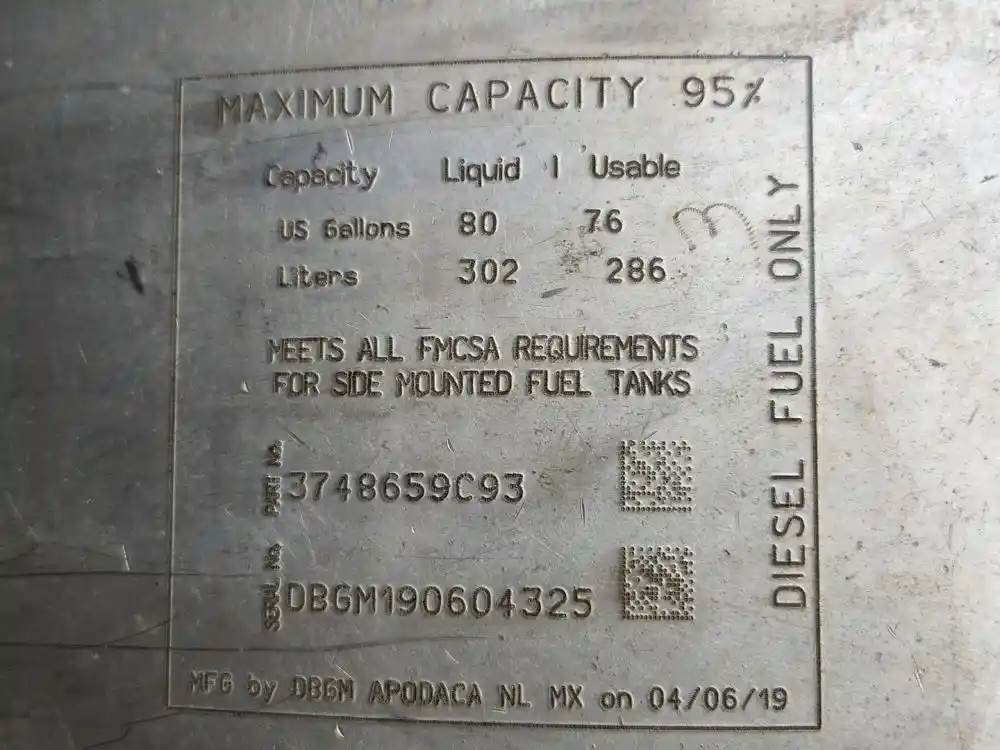 MAXIMUM CAPACITY 95%
Capacity Liquid | Usable
US Gallons 80 76
Liters 302 286
MEETS ALL FMCSA REQUIREMENTS
FOR SIDE MOUNTED FUEL TANKS
PART No. 3748659C93
SERIAL No. DBGM190604325
MFG by DBGM APODACA NL MX on 04/06/19
DIESEL FUEL ONLY